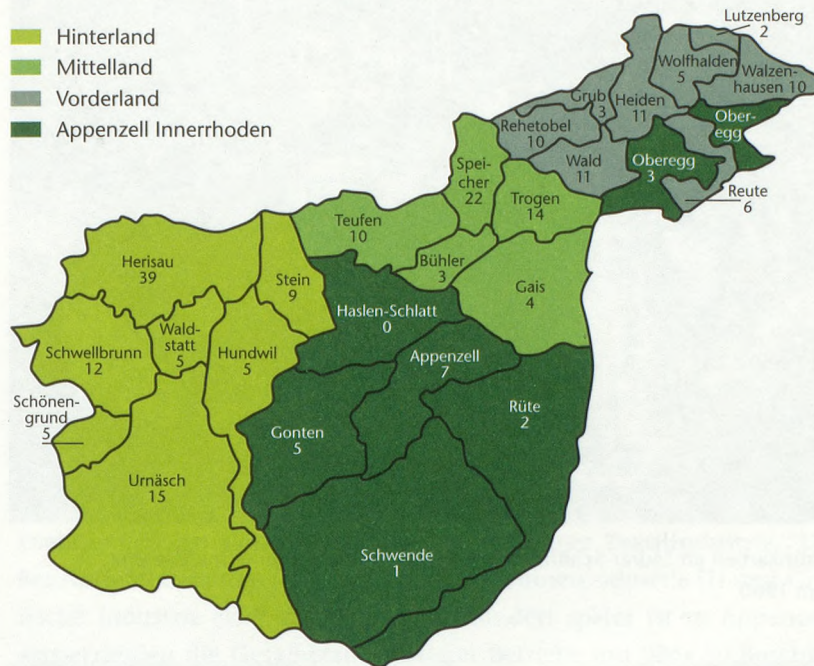 Hinterland
Mittelland
Vorderland
Appenzell Innerrhoden
Lutzenberg
2
Wolfhalden
5
Walzen-
hausen 10
Grub
3
Heiden
11
Ober-
egg
Rehetobel
10
Wald
11
Oberegg
3
Reute
6
Spei-
cher
22
Trogen
14
Teufen
10
Bühler
3
Gais
4
Herisau
39
Stein
9
Haslen-Schlatt
0
Schwellbrunn
12
Wald-
statt
5
Hundwil
5
Appenzell
7
Schönen-
grund
5
Gonten
5
Rüte
2
Urnäsch
15
Schwende
1